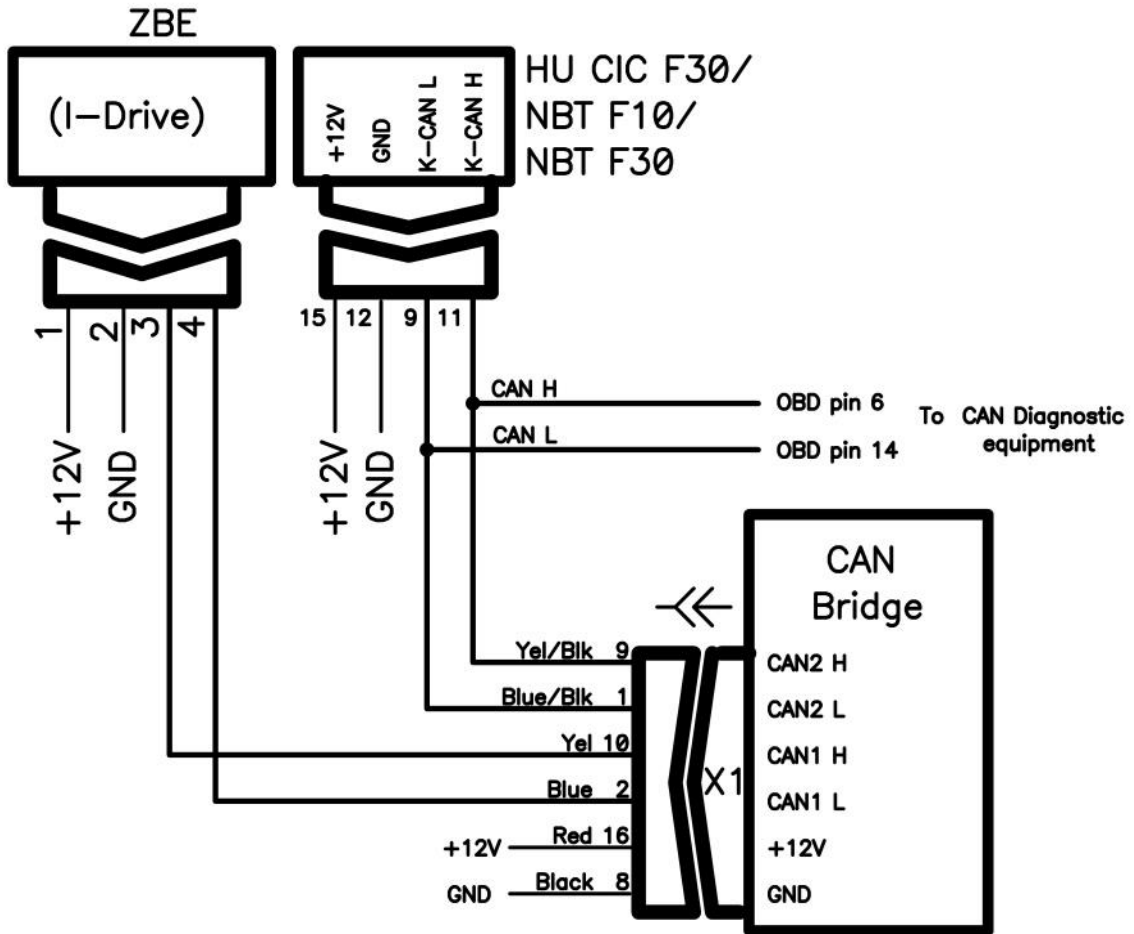 ZBE
(I-Drive)
+12V
GND
K-CAN L
K-CAN H
HU CIC F30/
NBT F10/
NBT F30
1
2
3
4
+12V
GND
15
12
9
11
+12V
GND
CAN H
OBD pin 6
CAN L
OBD pin 14
To CAN Diagnostic
equipment
CAN
Bridge
Yel/Blk 9
CAN2 H
Blue/Blk 1
CAN2 L
Yel 10
CAN1 H
Blue 2
X1
CAN1 L
+12V
Red 16
+12V
GND
Black 8
GND